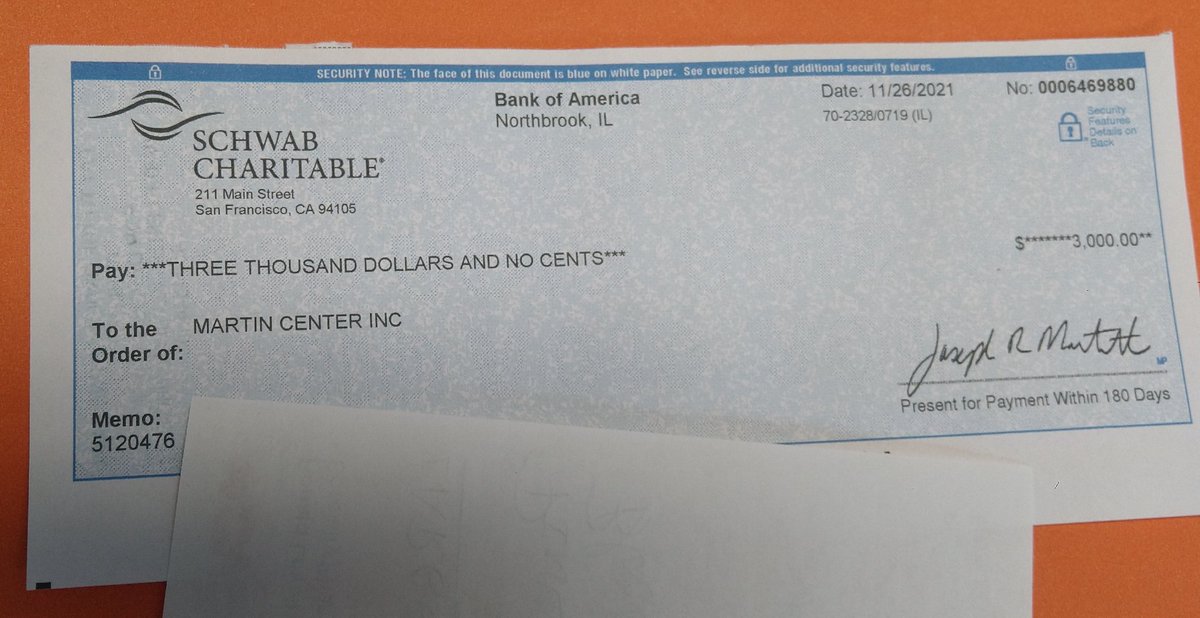 SECURITY NOTE: The face of this document is blue on white paper. See reverse side for additional security features.
SCHWAB
CHARITABLE®
211 Main Street
San Francisco, CA 94105
Bank of America
Northbrook, IL
Date: 11/26/2021
70-2328/0719 (IL)
No: 0006469880
Security
Features
Details on
Back
Pay: ***THREE THOUSAND DOLLARS AND NO CENTS***
$*******3,000.00**
To the
Order of:
MARTIN CENTER INC
Joseph R
MP
Present for Payment Within 180 Days
Memo:
5120476